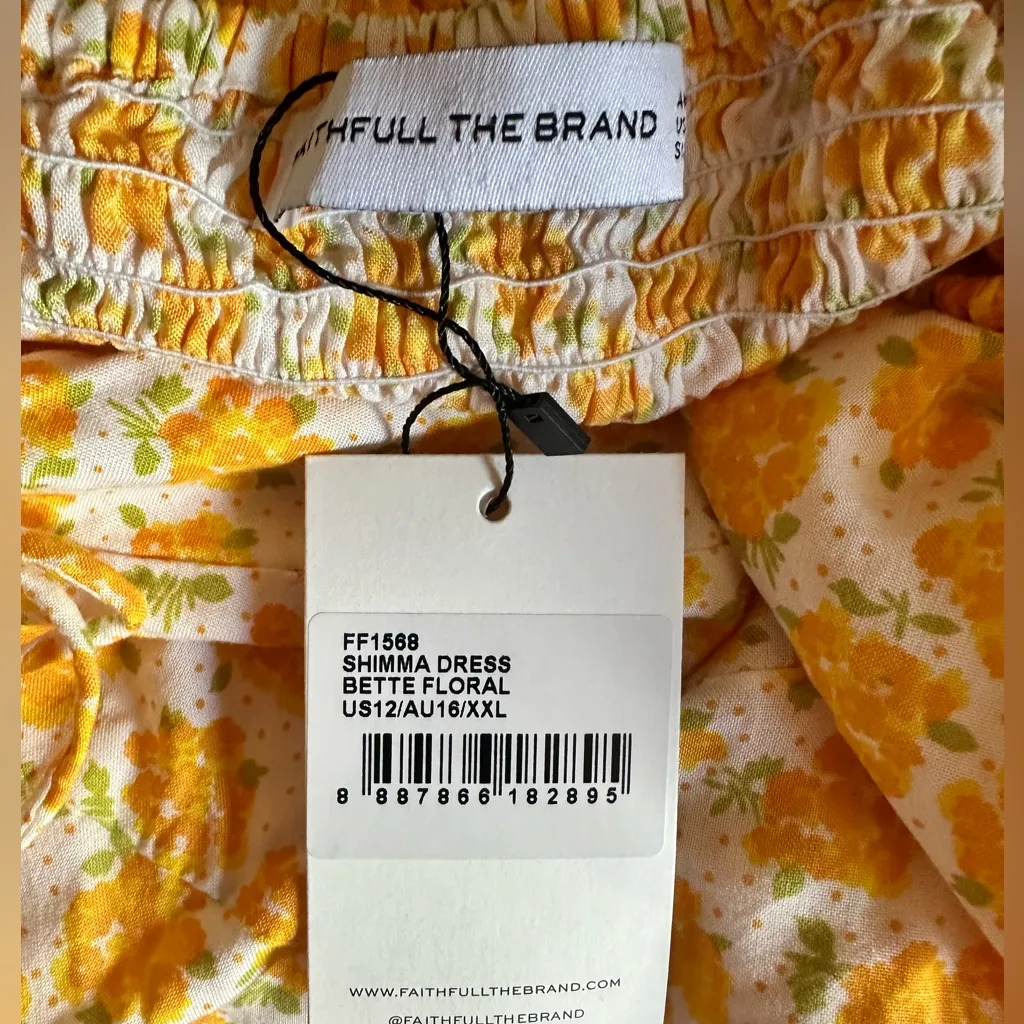 FAITHFULL THE BRAND
FF1568
SHIMMA DRESS
BETTE FLORAL
US12/AU16/XXL
8 887866 182895
WWW.FAITHFULLTHEBRAND.COM
@FAITHFULLTHEBRAND